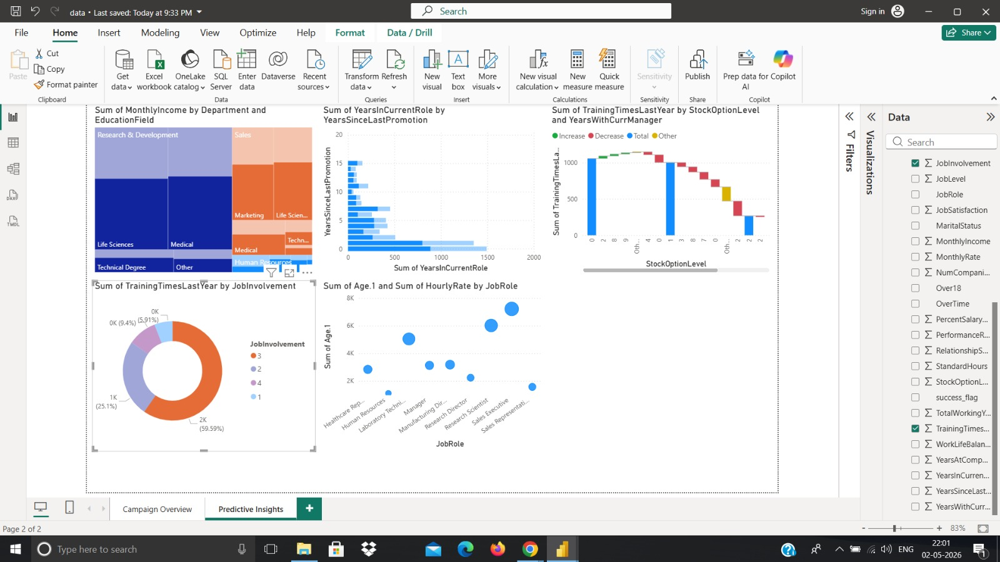 data • Last saved: Today at 9:33 PM
Search
Sign in
File
Home
Insert
Modeling
View
Optimize
Help
Format
Data / Drill
Share
Paste
Cut
Copy
Format painter
Clipboard
Get data
Excel workbook
OneLake catalog
SQL Server
Enter data
Dataverse
Recent sources
Data
Transform data
Refresh
Queries
New visual
Text box
More visuals
Insert
New visual calculation
New measure
Quick measure
Calculations
Sensitivity
Sensitivity
Publish
Share
Prep data for AI
Copilot
Copilot
DAX
TMDL
Sum of MonthlyIncome by Department and
EducationField
Research & Development
Sales
Marketing
Life Scien...
Life Sciences
Medical
Techn...
Medical
Human Resources
Technical Degree
Other
Sum of YearsInCurrentRole by
YearsSinceLastPromotion
20
15
10
5
0
YearsSinceLastPromotion
0
500
1000
1500
2000
Sum of YearsInCurrentRole
Sum of TrainingTimesLastYear by StockOptionLevel
and YearsWithCurrManager
Increase
Decrease
Total
Other
Sum of TrainingTimesLa...
1000
500
0
0
2
8
9
Oth...
4
0
1
3
8
7
0
Oth...
2
2
2
StockOptionLevel
Sum of TrainingTimesLastYear by JobInvolvement
0K
(5.91%)
0K (9.4%)
1K
(25.1%)
2K
(59.59%)
JobInvolvement
3
2
4
1
Sum of Age.1 and Sum of HourlyRate by JobRole
8K
6K
4K
2K
Sum of Age.1
Healthcare Rep...
Human Resources
Laboratory Techni...
Manager
Manufacturing Dir...
Research Director
Research Scientist
Sales Executive
Sales Representati...
JobRole
Filters
Visualizations
Data
Search
JobInvolvement
JobLevel
JobRole
JobSatisfaction
MaritalStatus
MonthlyIncome
MonthlyRate
NumCompani...
Over18
OverTime
PercentSalary...
PerformanceR...
RelationshipS...
StandardHours
StockOptionL...
success_flag
TotalWorkingY...
TrainingTimes...
WorkLifeBalan...
YearsAtComp...
YearsInCurren...
YearsSinceLast...
YearsWithCurr...
Campaign Overview
Predictive Insights
+
Page 2 of 2
- + 83%
Type here to search
ENG
22:01
02-05-2026
1